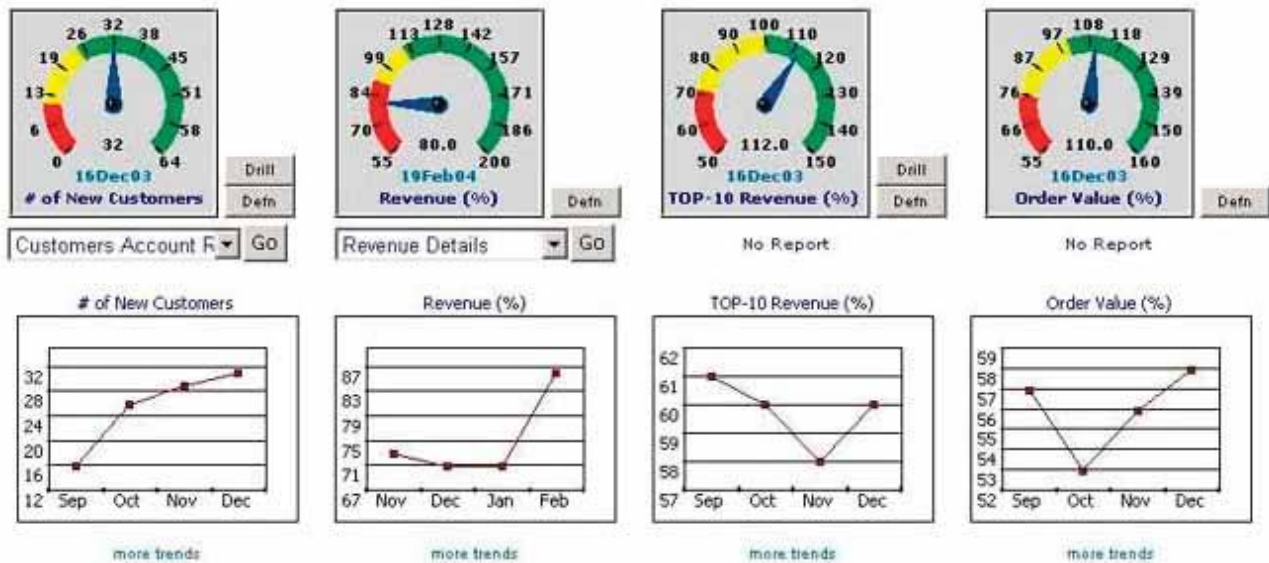 32
26 38
19 45
13 51
6 58
0 32 64
16Dec03
# of New Customers
Drill
Defn
Customers Account R
Go
128
113 142
99 157
84 171
70 186
55 80.0 200
19Feb04
Revenue (%)
Defn
Revenue Details
Go
100
90 110
80 120
70 130
60 140
50 112.0 150
16Dec03
TOP-10 Revenue (%)
Drill
Defn
No Report
108
97 118
87 129
76 139
66 150
55 110.0 160
16Dec03
Order Value (%)
Defn
No Report
# of New Customers
32
28
24
20
16
12
Sep Oct Nov Dec
more trends
Revenue (%)
87
83
79
75
71
67
Nov Dec Jan Feb
more trends
TOP-10 Revenue (%)
62
61
60
59
58
57
Sep Oct Nov Dec
more trends
Order Value (%)
59
58
57
56
55
54
53
52
Sep Oct Nov Dec
more trends